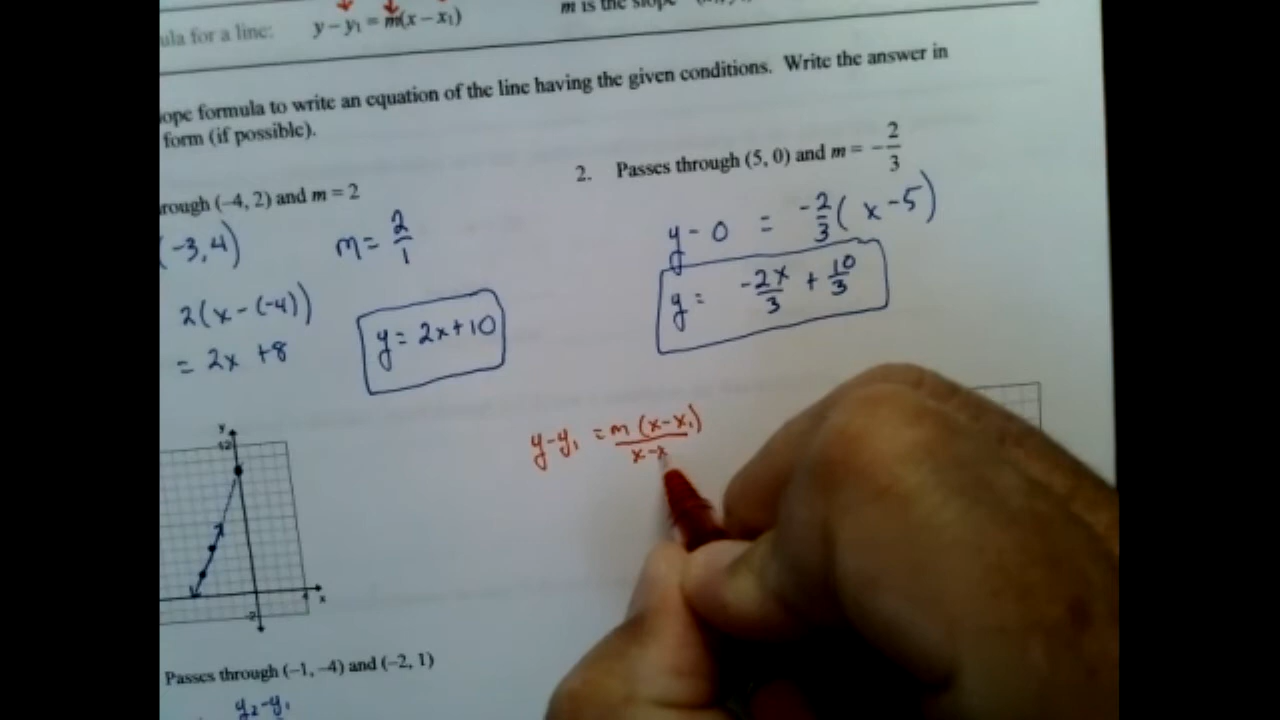 ula for a line: y – y₁ = m(x – x₁)
m is the slope
ope formula to write an equation of the line having the given conditions. Write the answer in
form (if possible).
rough (–4, 2) and m = 2
(-3,4) m = 2/1
2(x-(-4))
= 2x +8
y = 2x+10
2. Passes through (5, 0) and m = – 2/3
y - 0 = -2/3 (x -5)
y = -2x/3 + 10/3
y-y₁ = m (x-x₁)
x-x
y
12
x
-2
Passes through (–1, –4) and (–2, 1)
y₂-y₁